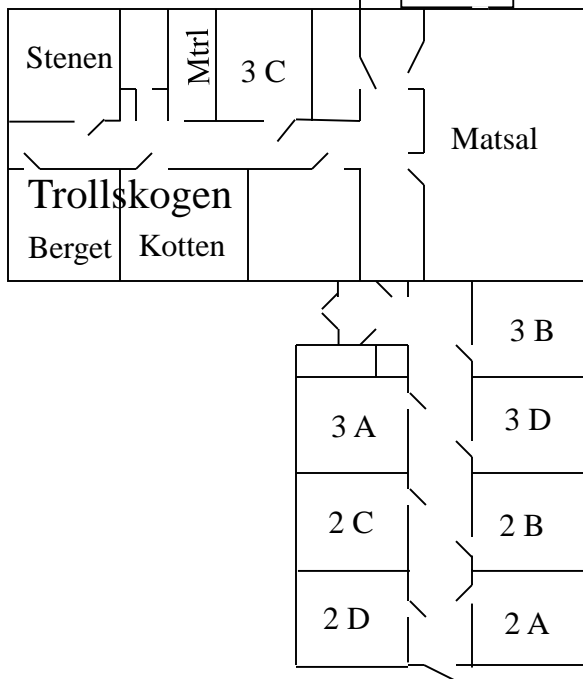 Stenen
Mtrl
3 C
Matsal
Trollskogen
Berget
Kotten
3 B
3 A
3 D
2 C
2 B
2 D
2 A